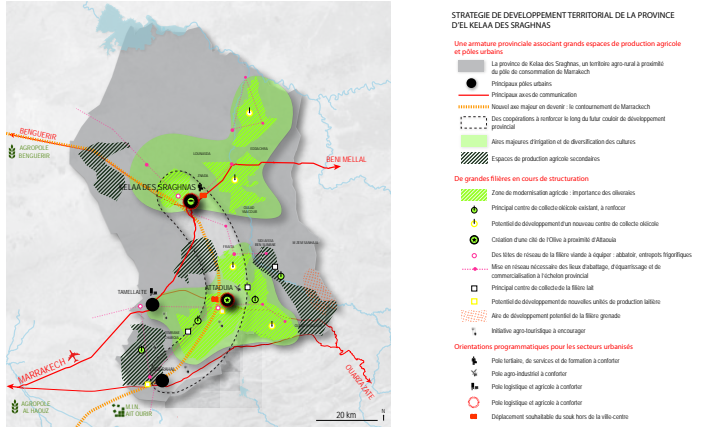 STRATEGIE DE DEVELOPPEMENT TERRITORIAL DE LA PROVINCE
D'EL KELAA DES SRAGHNAS
Une armature provinciale associant grands espaces de production agricole
et pôles urbains
La province de Kelaa des Sraghnas, un territoire agro-rural à proximité
du pôle de consommation de Marrakech
Principaux pôles urbains
Principaux axes de communication
Nouvel axe majeur en devenir : le contournement de Marrackech
Des coopérations à renforcer le long du futur couloir de développement
provincial
Aires majeures d'irrigation et de diversification des cultures
Espaces de production agricole secondaires
De grandes filières en cours de structuration
Zone de modernisation agricole : importance des oliveraies
Principal centre de collecte oléicole existant, à renforcer
Potentiel de développement d'un nouveau centre de collecte oléicole
Création d'une cité de l'Olive à proximité d'Attaouia
Des têtes de réseau de la filière viande à équiper : abbatoir, entrepots frigorifiques
Mise en réseau nécessaire des lieux d'abattage, d'équarrissage et de
commercialisation à l'échelon provincial
Principal centre de collecte de la filière lait
Potentiel de développement de nouvelles unités de production laitière
Aire de développement potentiel de la filière grenade
Initiative agro-touristique à encourager
Orientations programmatiques pour les secteurs urbanisés
Pole tertiaire, de services et de formation à conforter
Pole agro-industriel à conforter
Pole logistique et agricole à conforter
Pole logistique et agricole à conforter
Déplacement souhaitable du souk hors de la ville-centre
BENGUERIR
AGROPOLE
BENGUERIR
BENI MELLAL
KELAA DES SRAGHNAS
ATTAOUIA
TAMELLALTE
MARRAKECH
OUARZAZATE
AGROPOLE
AL HAOUZ
M.I.N.
AIT OURIR
20 km
N